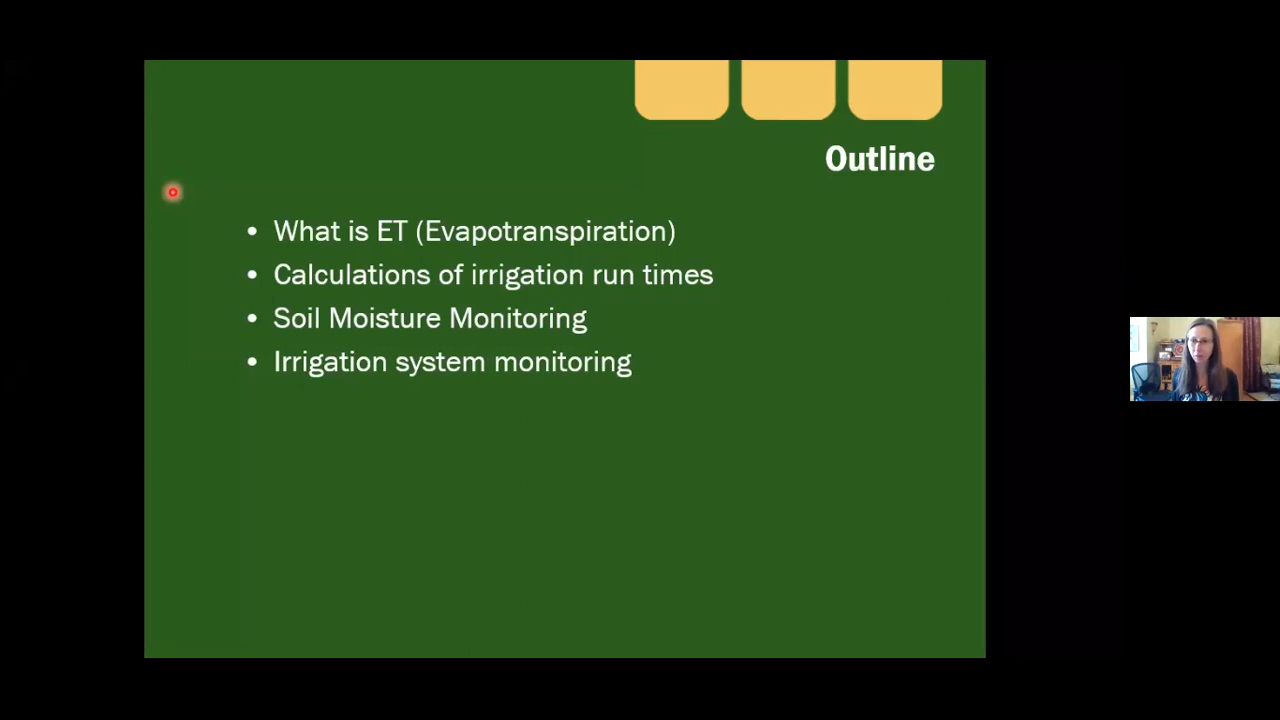 Outline
• What is ET (Evapotranspiration)
• Calculations of irrigation run times
• Soil Moisture Monitoring
• Irrigation system monitoring